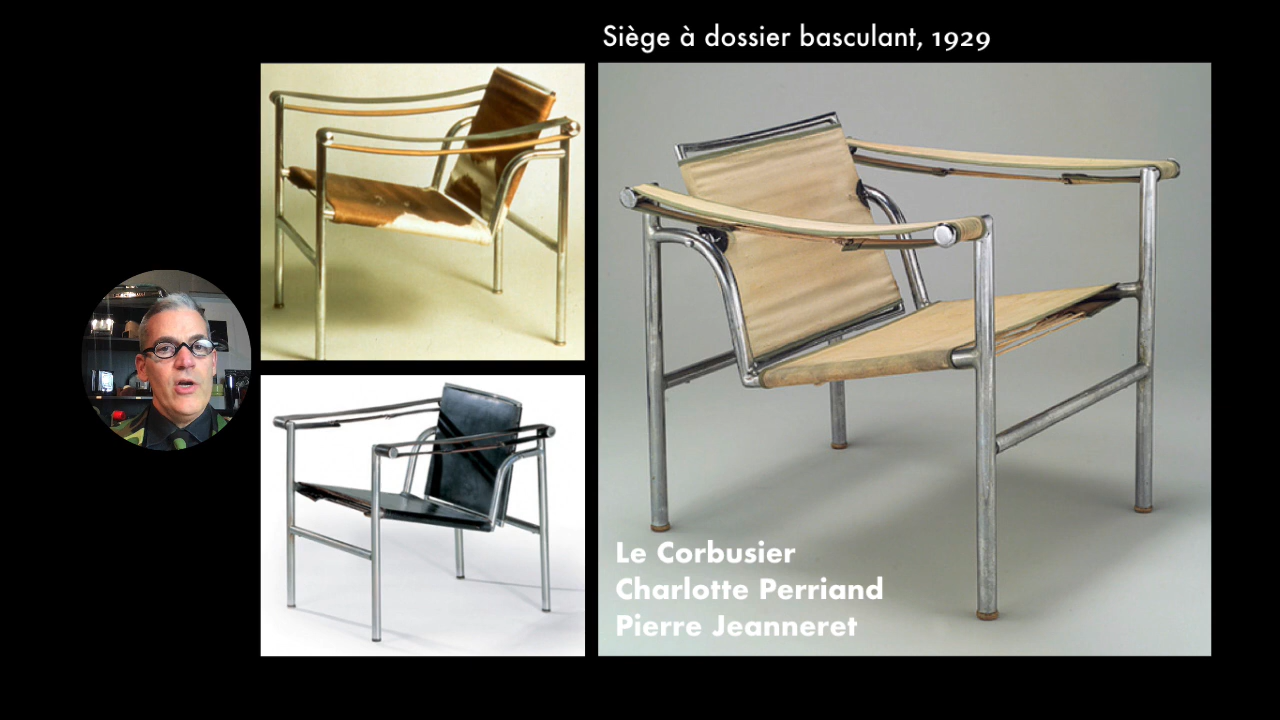 Siège à dossier basculant, 1929
Le Corbusier
Charlotte Perriand
Pierre Jeanneret